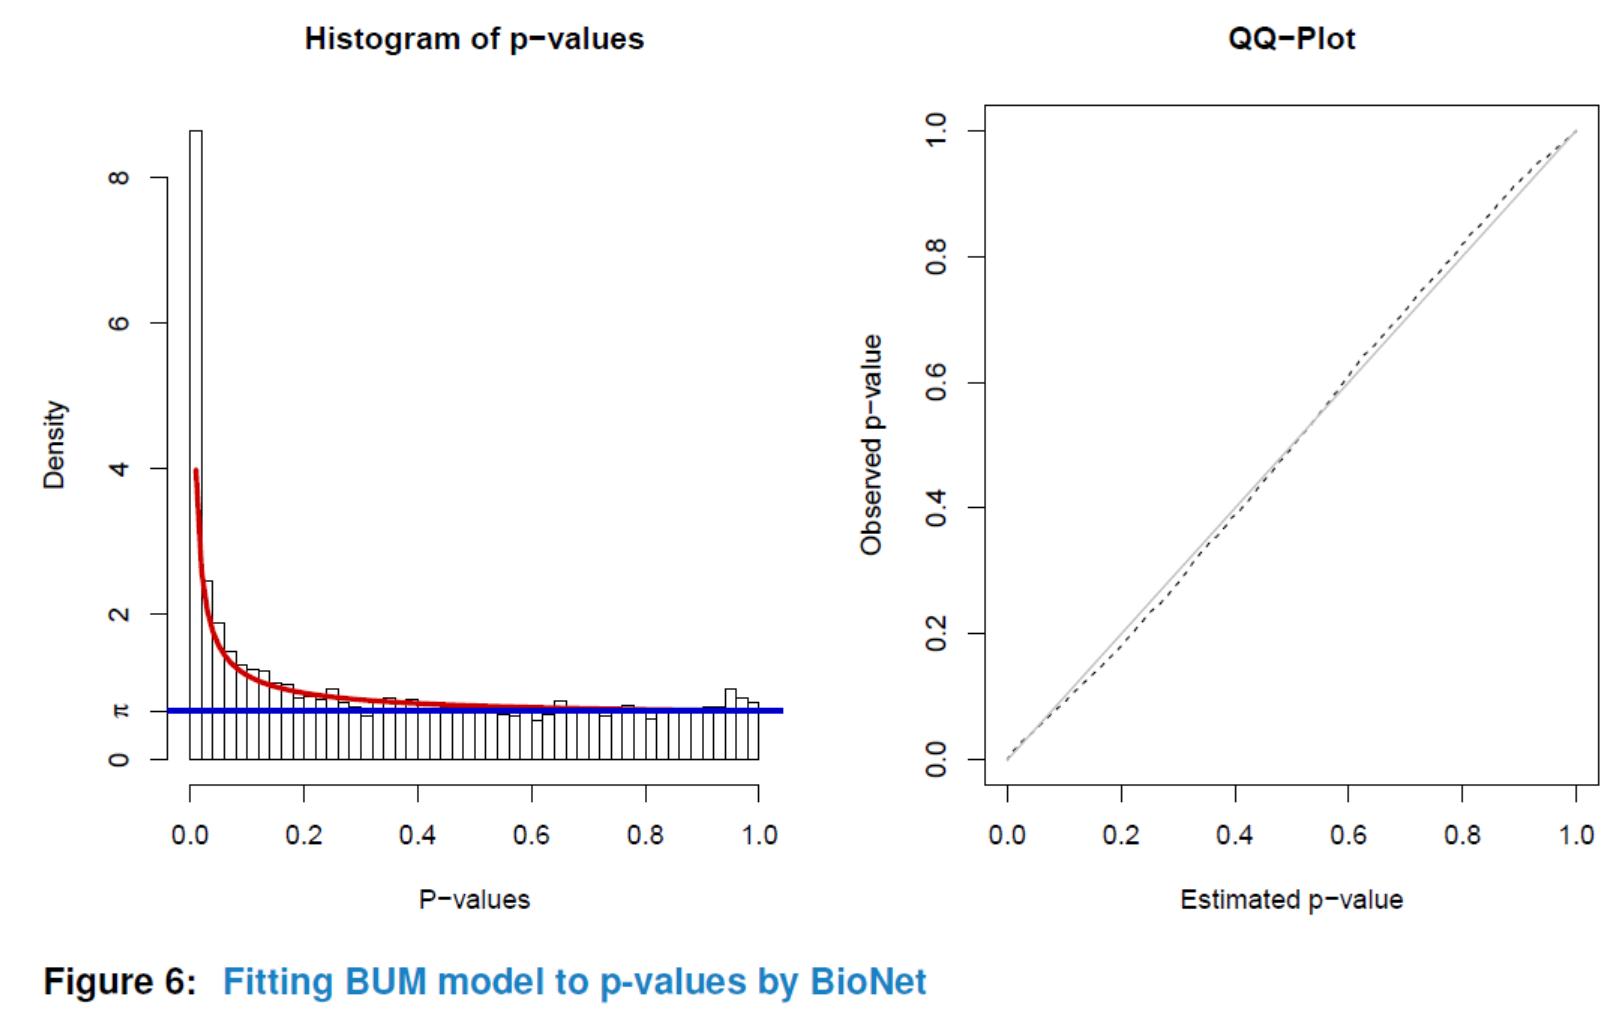 Histogram of p−values
Density
8
6
4
2
π
0
0.0 0.2 0.4 0.6 0.8 1.0
P−values
QQ−Plot
Observed p−value
1.0
0.8
0.6
0.4
0.2
0.0
0.0 0.2 0.4 0.6 0.8 1.0
Estimated p−value
Figure 6: Fitting BUM model to p-values by BioNet